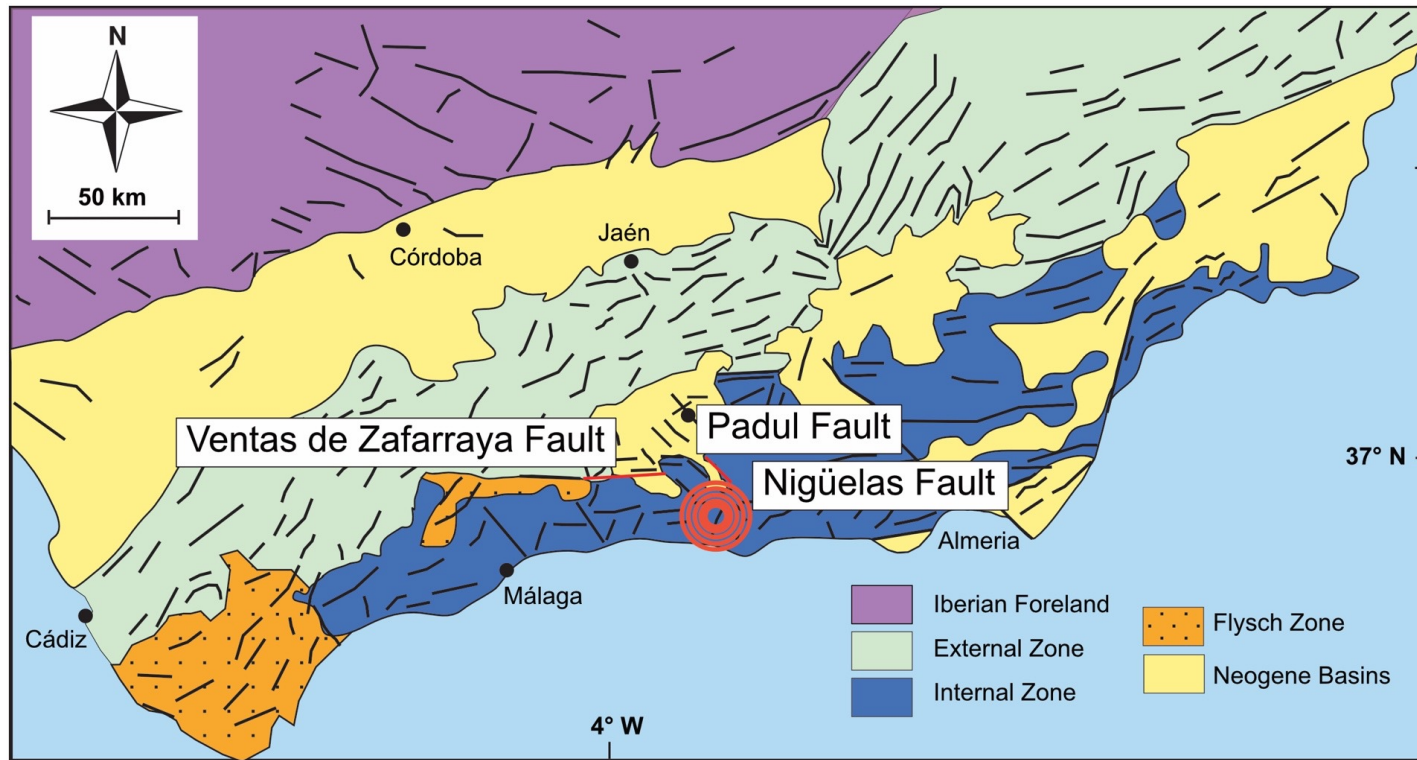 N
50 km
Córdoba
Jaén
Ventas de Zafarraya Fault
Padul Fault
Nigüelas Fault
37° N
Almeria
Málaga
Cádiz
4° W
Iberian Foreland
External Zone
Internal Zone
Flysch Zone
Neogene Basins